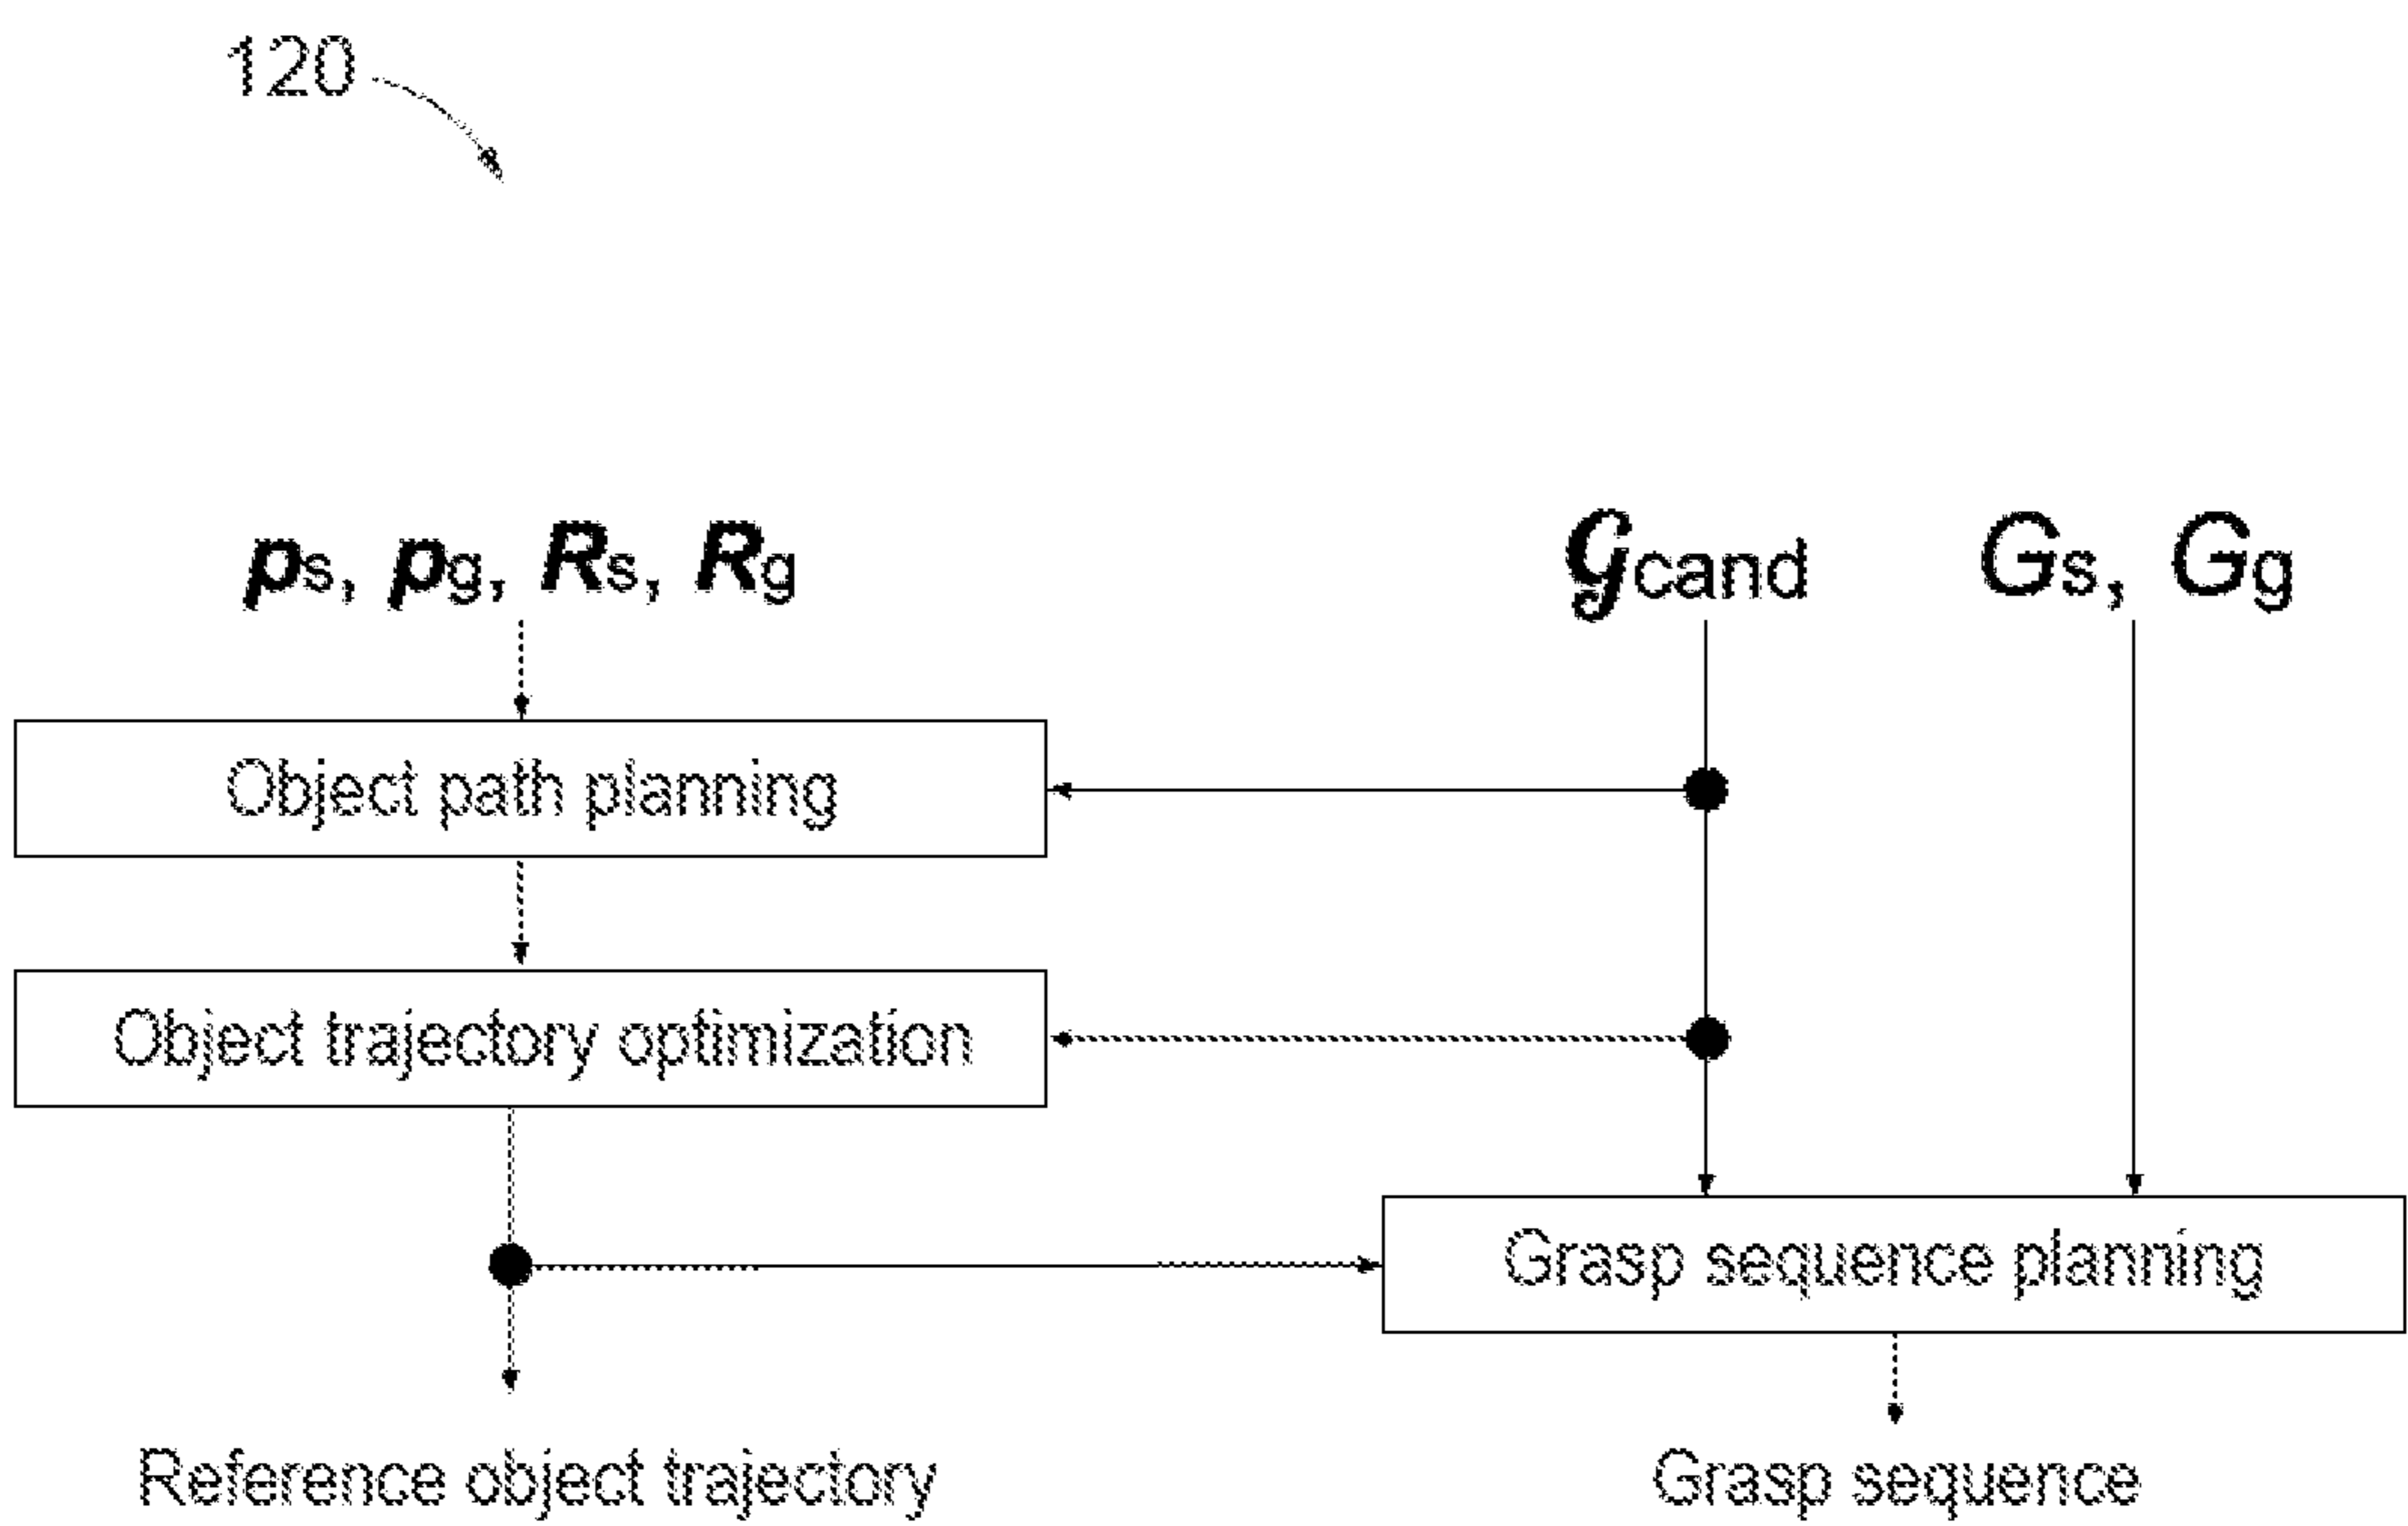 120
ps, pg, Rs, Rg
𝒢cand
Gs, Gg
Object path planning
Object trajectory optimization
Grasp sequence planning
Reference object trajectory
Grasp sequence